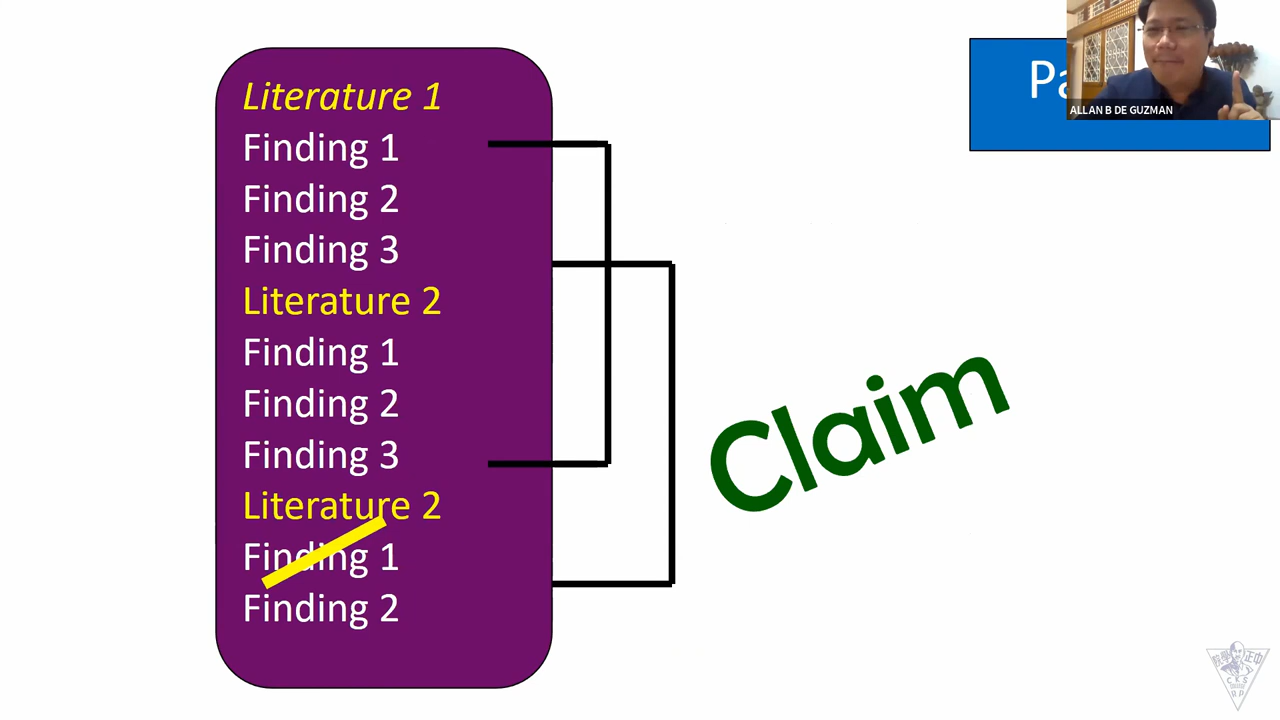 Literature 1
Finding 1
Finding 2
Finding 3
Literature 2
Finding 1
Finding 2
Finding 3
Literature 2
Finding 1
Finding 2
Claim
ALLAN B DE GUZMAN